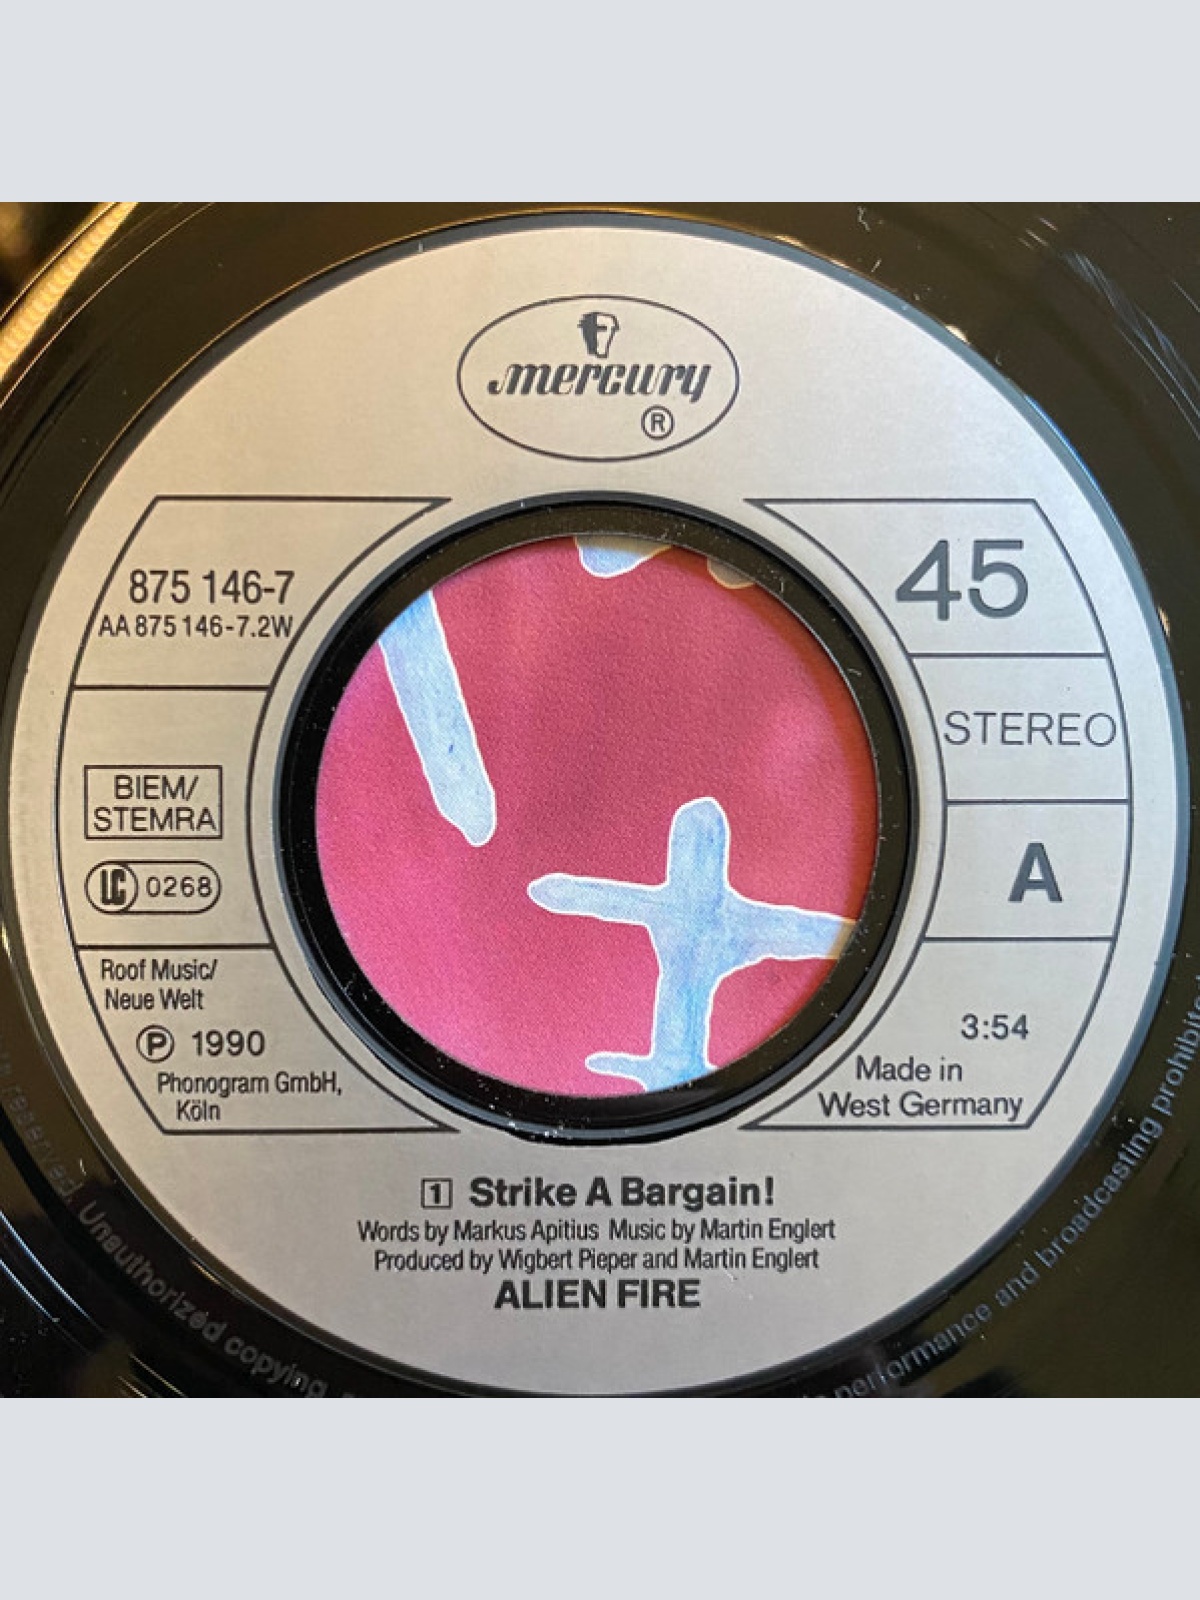 mercury
®
875 146-7
AA 875 146-7.2W
BIEM/
STEMRA
LC 0268
Roof Music/
Neue Welt
℗ 1990
Phonogram GmbH,
Köln
45
STEREO
A
3:54
Made in
West Germany
1 Strike A Bargain!
Words by Markus Apitius Music by Martin Englert
Produced by Wigbert Pieper and Martin Englert
ALIEN FIRE
reserved. Unauthorized copying,
performance and broadcasting prohibited